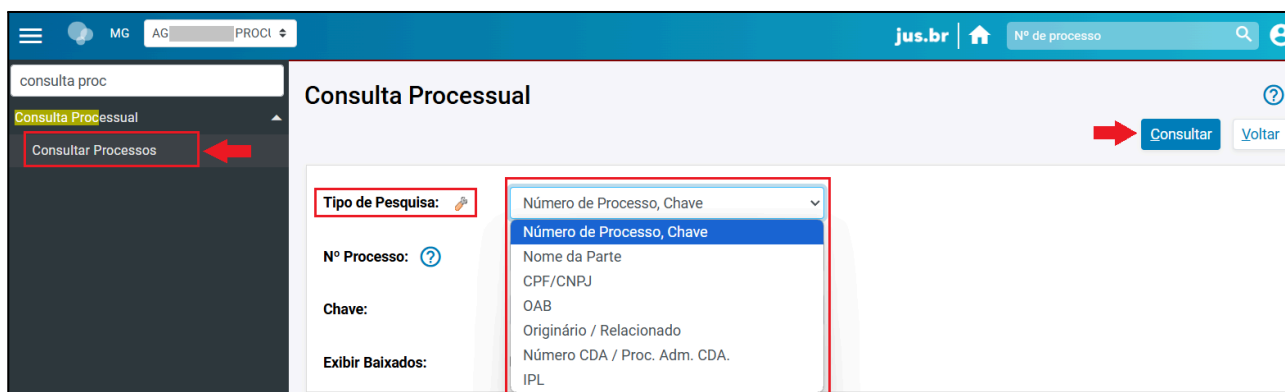 MG AG PROCU jus.br Nº de processo
consulta proc
Consulta Processual
Consultar Processos
Consulta Processual
Consultar Voltar
Tipo de Pesquisa: Número de Processo, Chave
Número de Processo, Chave
Nº Processo:
Nome da Parte
CPF/CNPJ
Chave:
OAB
Originário / Relacionado
Exibir Baixados:
Número CDA / Proc. Adm. CDA.
IPL